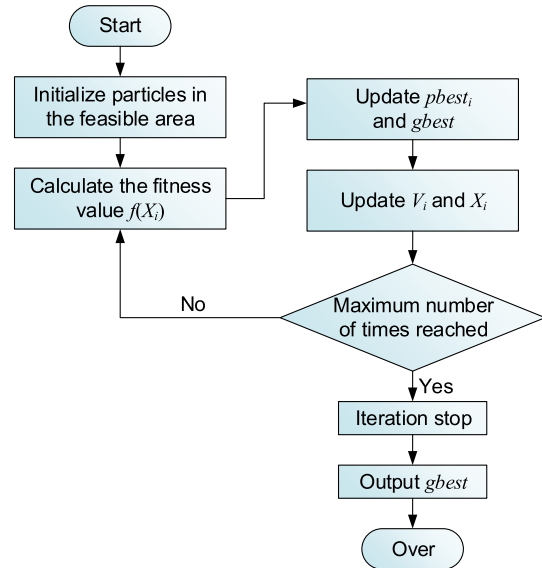 Start
Initialize particles in
the feasible area
Calculate the fitness
value f(Xᵢ)
Update pbestᵢ
and gbest
Update Vᵢ and Xᵢ
Maximum number
of times reached
No
Yes
Iteration stop
Output gbest
Over